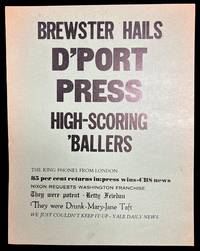 BREWSTER HAILS
D'PORT
PRESS
HIGH-SCORING
'BALLERS
THE KING PHONES FROM LONDON
85 per cent returns in: press wins-CBS news
NIXON REQUESTS WASHINGTON FRANCHISE
They were potent - Betty Friedan
They were Drunk-Mary-Jane Taft
WE JUST COULDN'T KEEP IT UP - YALE DAILY NEWS